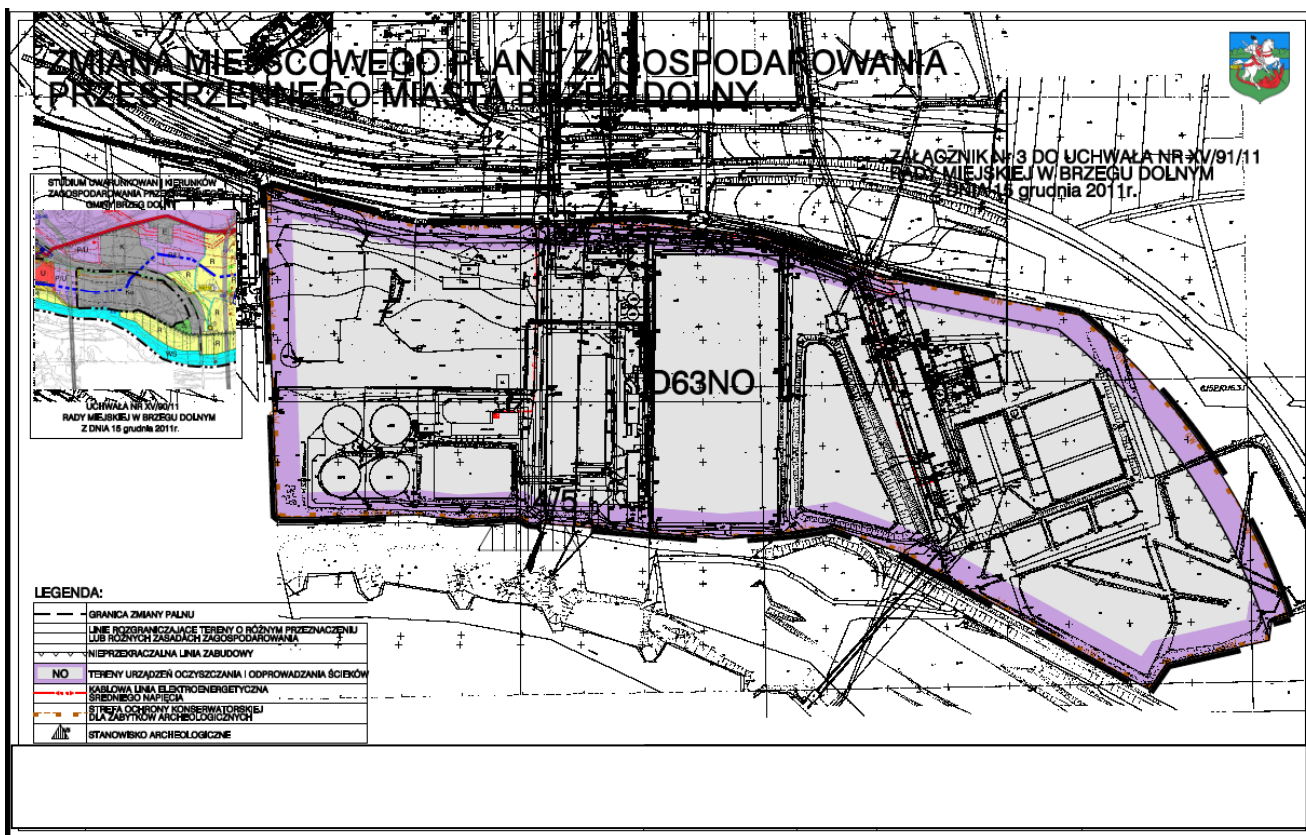 ZMIANA MIEJSCOWEGO PLANU ZAGOSPODAROWANIA
PRZESTRZENNEGO MIASTA BRZEG DOLNY
ZAŁĄCZNIK Nr 3 DO UCHWAŁA NR XV/91/11
RADY MIEJSKIEJ W BRZEGU DOLNYM
Z DNIA 15 grudnia 2011r.
STUDIUM UWARUNKOWAŃ I KIERUNKÓW
ZAGOSPODAROWANIA PRZESTRZENNEGO
GMINY BRZEG DOLNY
P/U
U
P/U
R
R
R
R
R
WS
UCHWAŁA NR XV/90/11
RADY MIEJSKIEJ W BRZEGU DOLNYM
Z DNIA 15 grudnia 2011r.
D63NO
4/5
LEGENDA:
GRANICA ZMIANY PALNU
LINIE ROZGRANICZAJĄCE TERENY O RÓŻNYM PRZEZNACZENIU
LUB RÓŻNYCH ZASADACH ZAGOSPODAROWANIA
NIEPRZEKRACZALNA LINIA ZABUDOWY
NO TERENY URZĄDZEŃ OCZYSZCZANIA I ODPROWADZANIA ŚCIEKÓW
KABLOWA LINIA ELEKTROENERGETYCZNA
ŚREDNIEGO NAPIĘCIA
STREFA OCHRONY KONSERWATORSKIEJ
DLA ZABYTKÓW ARCHEOLOGICZNYCH
STANOWISKO ARCHEOLOGICZNE